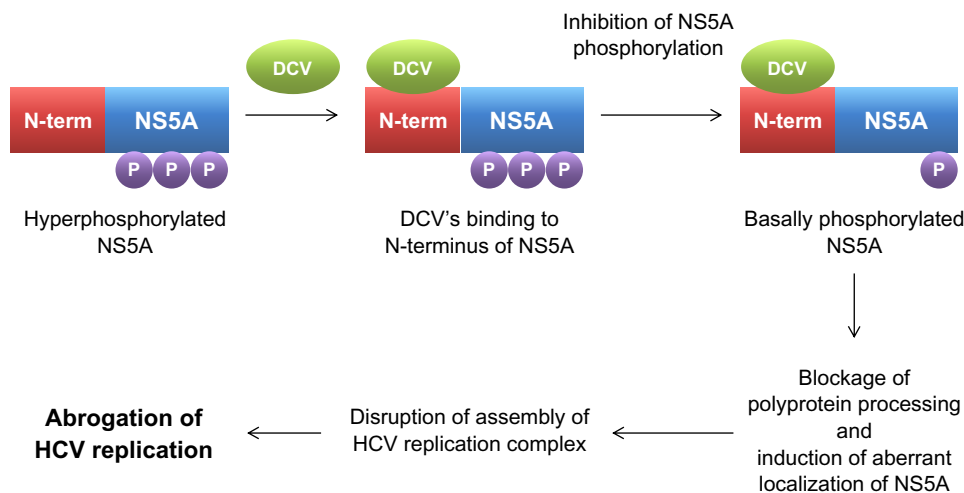 N-term
NS5A
P
P
P
Hyperphosphorylated
NS5A
DCV
DCV
N-term
NS5A
P
P
P
DCV's binding to
N-terminus of NS5A
Inhibition of NS5A
phosphorylation
DCV
N-term
NS5A
P
Basally phosphorylated
NS5A
Blockage of
polyprotein processing
and
induction of aberrant
localization of NS5A
Disruption of assembly of
HCV replication complex
Abrogation of
HCV replication